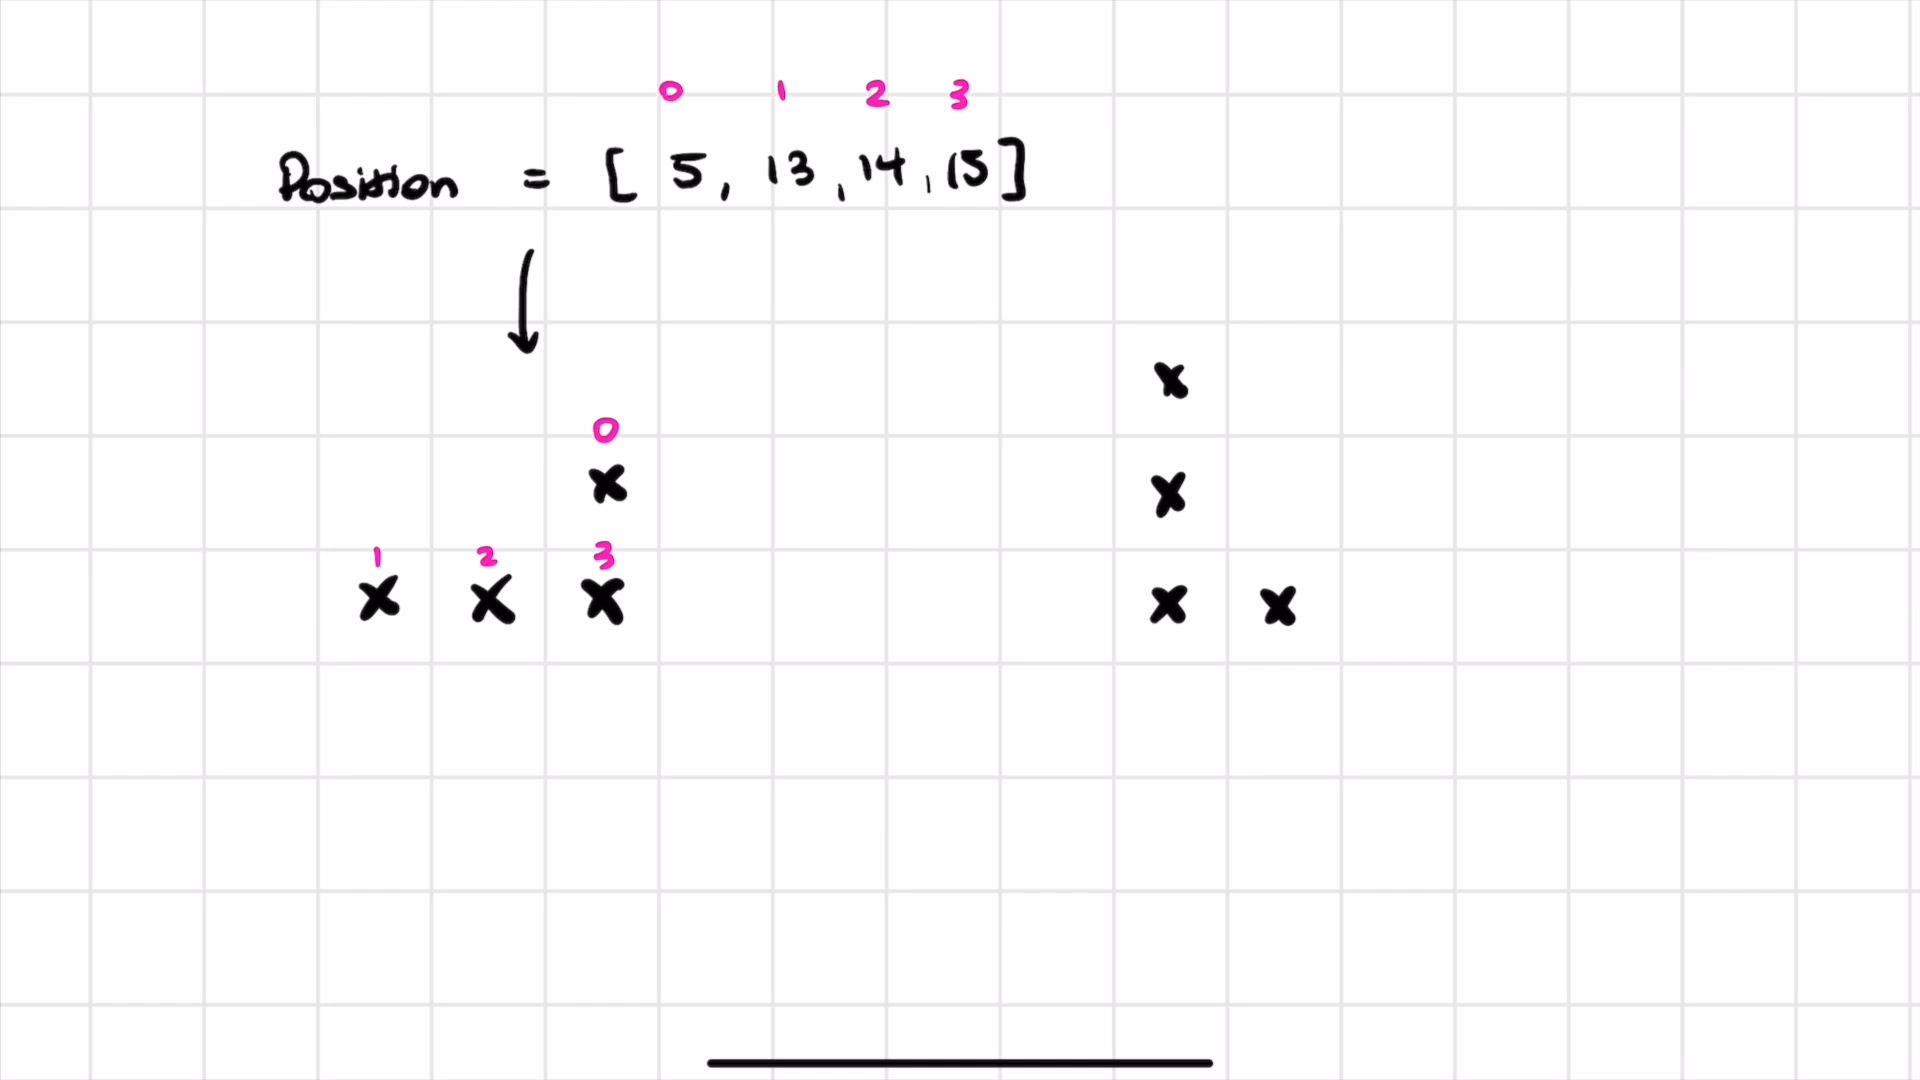 0 1 2 3
Position = [ 5, 13, 14, 15]
x
0
x x
1 2 3
x x x x x